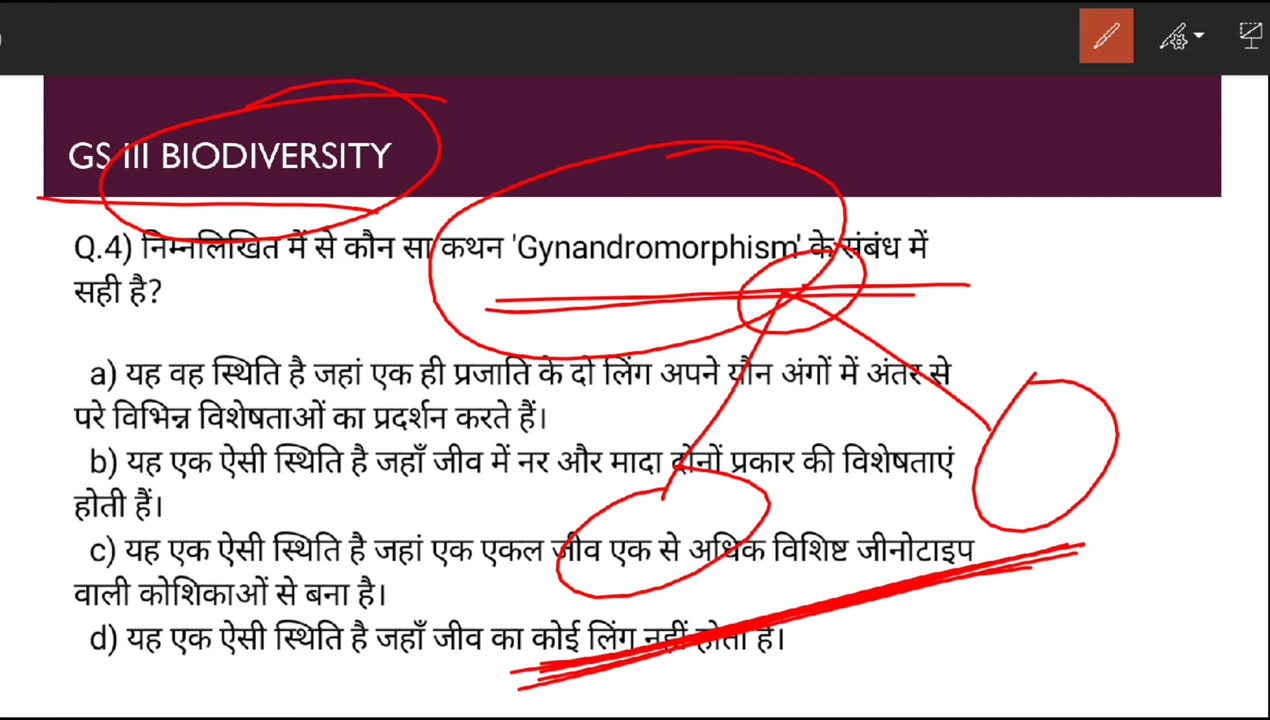 GS III BIODIVERSITY
Q.4) निम्नलिखित में से कौन सा कथन 'Gynandromorphism' के संबंध में
सही है?
a) यह वह स्थिति है जहां एक ही प्रजाति के दो लिंग अपने यौन अंगों में अंतर से
परे विभिन्न विशेषताओं का प्रदर्शन करते हैं।
b) यह एक ऐसी स्थिति है जहाँ जीव में नर और मादा दोनों प्रकार की विशेषताएं
होती हैं।
c) यह एक ऐसी स्थिति है जहां एक एकल जीव एक से अधिक विशिष्ट जीनोटाइप
वाली कोशिकाओं से बना है।
d) यह एक ऐसी स्थिति है जहाँ जीव का कोई लिंग नहीं होता है।